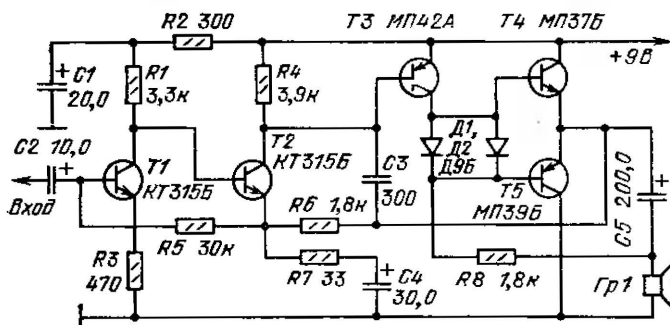 R2 300
T3 МП42А
T4 МП37Б
+9В
+
C1
20,0
R1
3,3к
R4
3,9к
C2 10,0
+
T1
КТ315Б
T2
КТ315Б
C3
300
Д1,
Д2
Д9Б
T5
МП39Б
C5 200,0
+
Вход
R5 30к
R6 1,8к
R3
470
R7 33
+
C4
30,0
R8 1,8к
Гр1